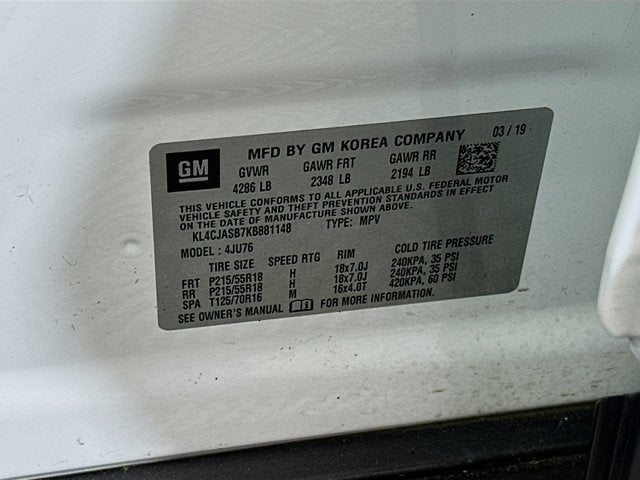 GM MFD BY GM KOREA COMPANY 03 / 19
GVWR GAWR FRT GAWR RR
4286 LB 2348 LB 2194 LB
THIS VEHICLE CONFORMS TO ALL APPLICABLE U.S. FEDERAL MOTOR
VEHICLE SAFETY AND THEFT PREVENTION STANDARDS IN EFFECT
ON THE DATE OF MANUFACTURE SHOWN ABOVE.
KL4CJASB7KB881148 TYPE: MPV
MODEL : 4JU76
TIRE SIZE SPEED RTG RIM COLD TIRE PRESSURE
FRT P215/55R18 H 18x7.0J 240KPA, 35 PSI
RR P215/55R18 H 18x7.0J 240KPA, 35 PSI
SPA T125/70R16 M 16x4.0T 420KPA, 60 PSI
SEE OWNER'S MANUAL FOR MORE INFORMATION.